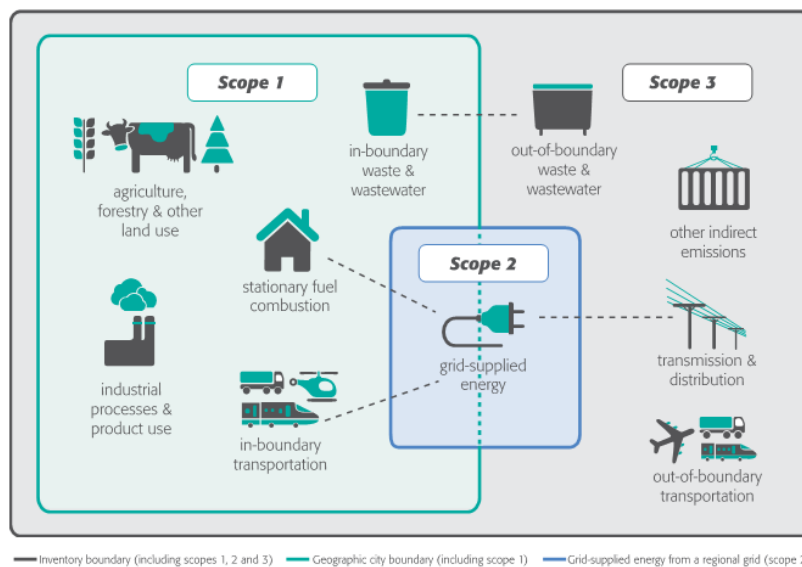 Scope 1
Scope 3
in-boundary
waste &
wastewater
out-of-boundary
waste &
wastewater
agriculture,
forestry & other
land use
other indirect
emissions
Scope 2
stationary fuel
combustion
grid-supplied
energy
transmission &
distribution
industrial
processes &
product use
in-boundary
transportation
out-of-boundary
transportation
Inventory boundary (including scopes 1, 2 and 3) Geographic city boundary (including scope 1) Grid-supplied energy from a regional grid (scope